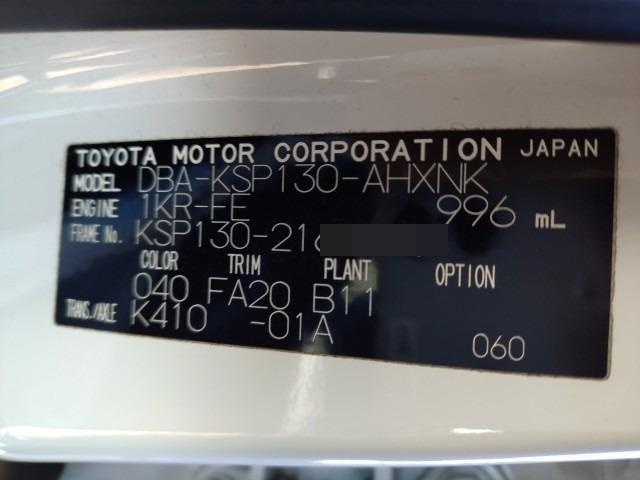 TOYOTA MOTOR CORPORATION JAPAN
MODEL DBA-KSP130-AHXNK
ENGINE 1KR-FE 996 mL
FRAME No. KSP130-216
COLOR TRIM PLANT OPTION
040 FA20 B11
TRANS./AXLE K410 -01A
060